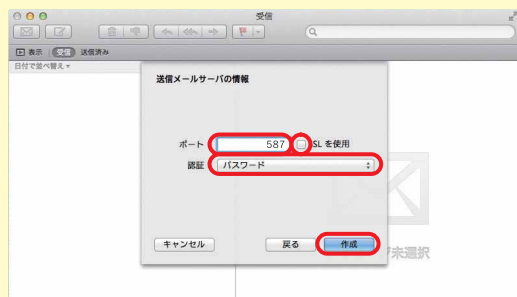 受信
表示 受信 送信済み
日付で並べ替え
送信メールサーバの情報
ポート 587 SL を使用
認証 パスワード
キャンセル 戻る 作成
未選択